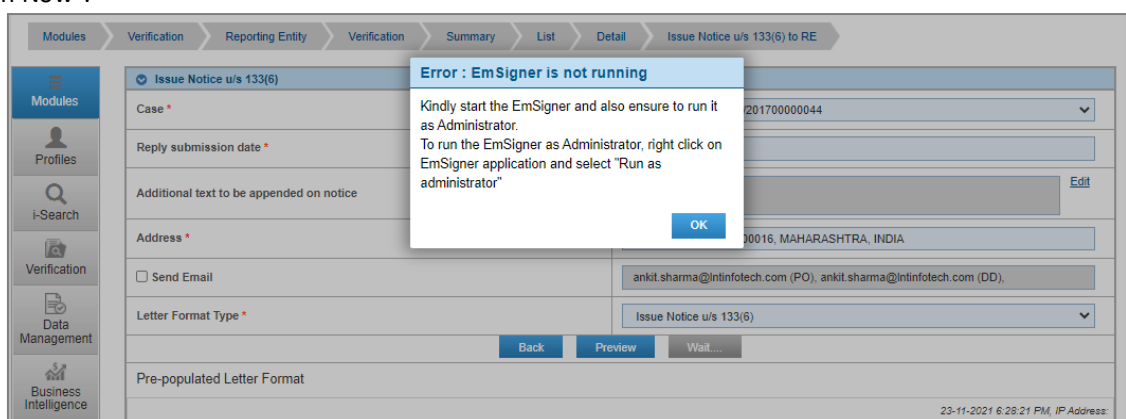 Modules Verification Reporting Entity Verification Summary List Detail Issue Notice u/s 133(6) to RE
Modules
Profiles
i-Search
Verification
Data
Management
Business
Intelligence
Issue Notice u/s 133(6)
Case *
/201700000044
Reply submission date *
Additional text to be appended on notice
Edit
Address *
00016, MAHARASHTRA, INDIA
Send Email
ankit.sharma@lntinfotech.com (PO), ankit.sharma@lntinfotech.com (DD),
Letter Format Type *
Issue Notice u/s 133(6)
Back Preview Wait....
Pre-populated Letter Format
23-11-2021 6:28:21 PM, IP Address:
Error : EmSigner is not running
Kindly start the EmSigner and also ensure to run it
as Administrator.
To run the EmSigner as Administrator, right click on
EmSigner application and select "Run as
administrator"
OK